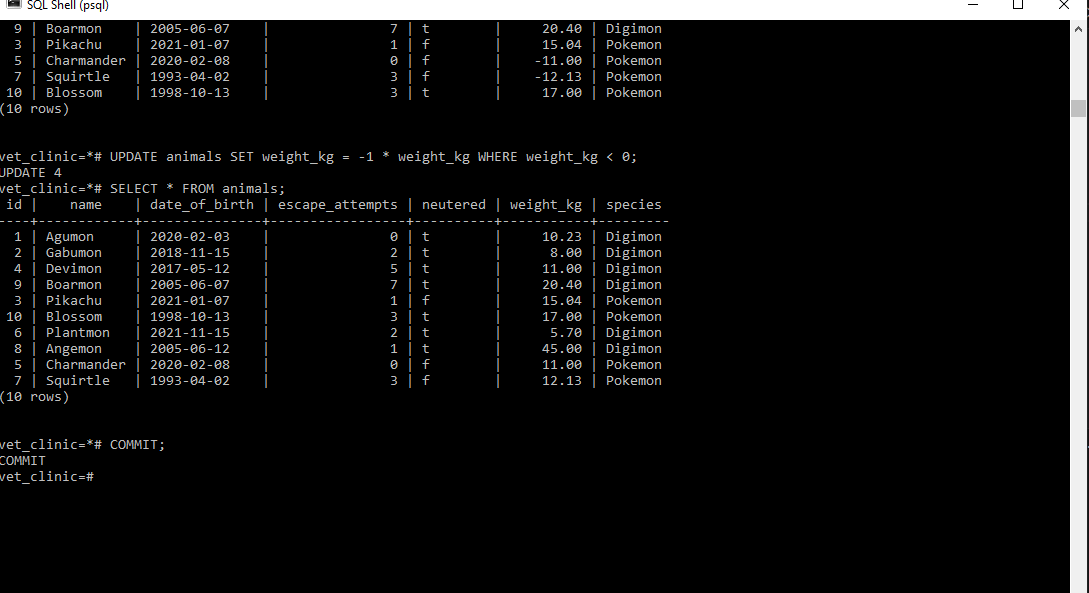 SQL Shell (psql)
  9 | Boarmon    | 2005-06-07    |               7 | t        |     20.40 | Digimon
  3 | Pikachu    | 2021-01-07    |               1 | f        |     15.04 | Pokemon
  5 | Charmander | 2020-02-08    |               0 | f        |    -11.00 | Pokemon
  7 | Squirtle   | 1993-04-02    |               3 | f        |    -12.13 | Pokemon
 10 | Blossom    | 1998-10-13    |               3 | t        |     17.00 | Pokemon
(10 rows)
vet_clinic=*# UPDATE animals SET weight_kg = -1 * weight_kg WHERE weight_kg < 0;
UPDATE 4
vet_clinic=*# SELECT * FROM animals;
 id |    name    | date_of_birth | escape_attempts | neutered | weight_kg | species
----+------------+---------------+-----------------+----------+-----------+---------
  1 | Agumon     | 2020-02-03    |               0 | t        |     10.23 | Digimon
  2 | Gabumon    | 2018-11-15    |               2 | t        |      8.00 | Digimon
  4 | Devimon    | 2017-05-12    |               5 | t        |     11.00 | Digimon
  9 | Boarmon    | 2005-06-07    |               7 | t        |     20.40 | Digimon
  3 | Pikachu    | 2021-01-07    |               1 | f        |     15.04 | Pokemon
 10 | Blossom    | 1998-10-13    |               3 | t        |     17.00 | Pokemon
  6 | Plantmon   | 2021-11-15    |               2 | t        |      5.70 | Digimon
  8 | Angemon    | 2005-06-12    |               1 | t        |     45.00 | Digimon
  5 | Charmander | 2020-02-08    |               0 | f        |     11.00 | Pokemon
  7 | Squirtle   | 1993-04-02    |               3 | f        |     12.13 | Pokemon
(10 rows)
vet_clinic=*# COMMIT;
COMMIT
vet_clinic=#